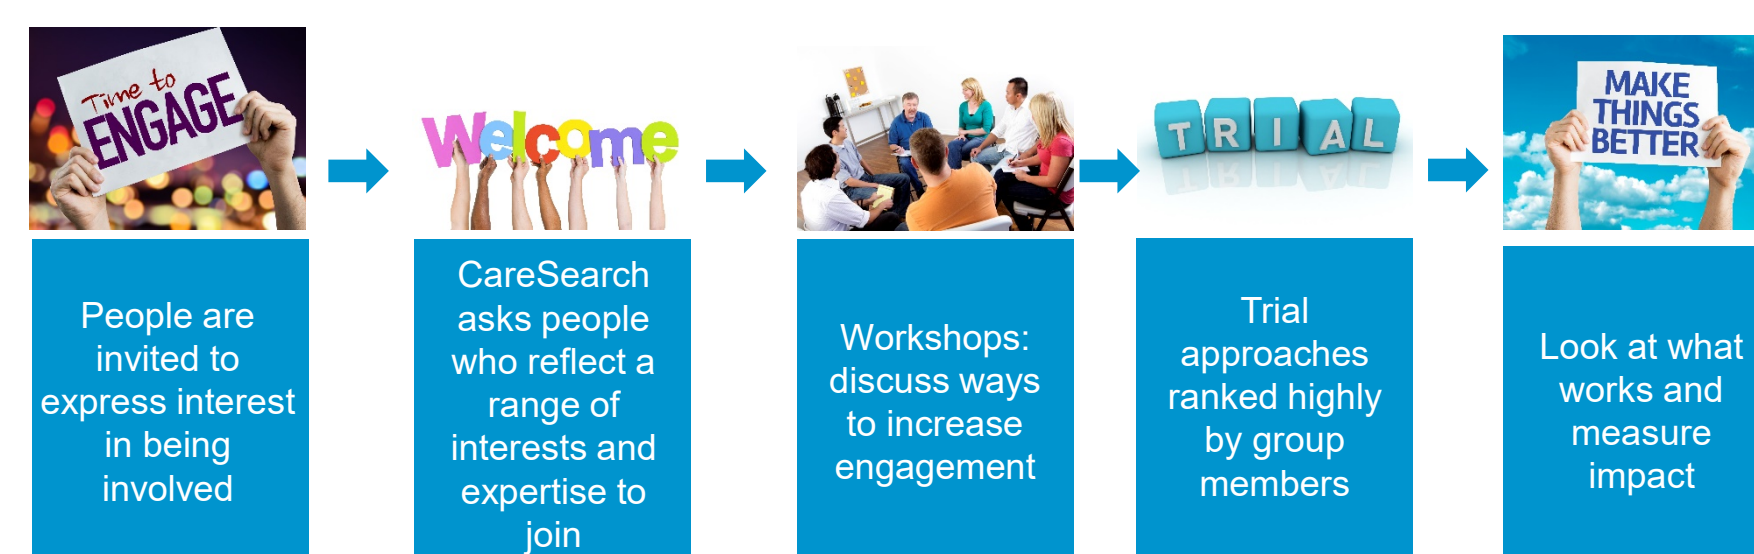 Time to
ENGAGE
Welcome
TRIAL
MAKE
THINGS
BETTER
People are
invited to
express interest
in being
involved
CareSearch
asks people
who reflect a
range of
interests and
expertise to
join
Workshops:
discuss ways
to increase
engagement
Trial
approaches
ranked highly
by group
members
Look at what
works and
measure
impact